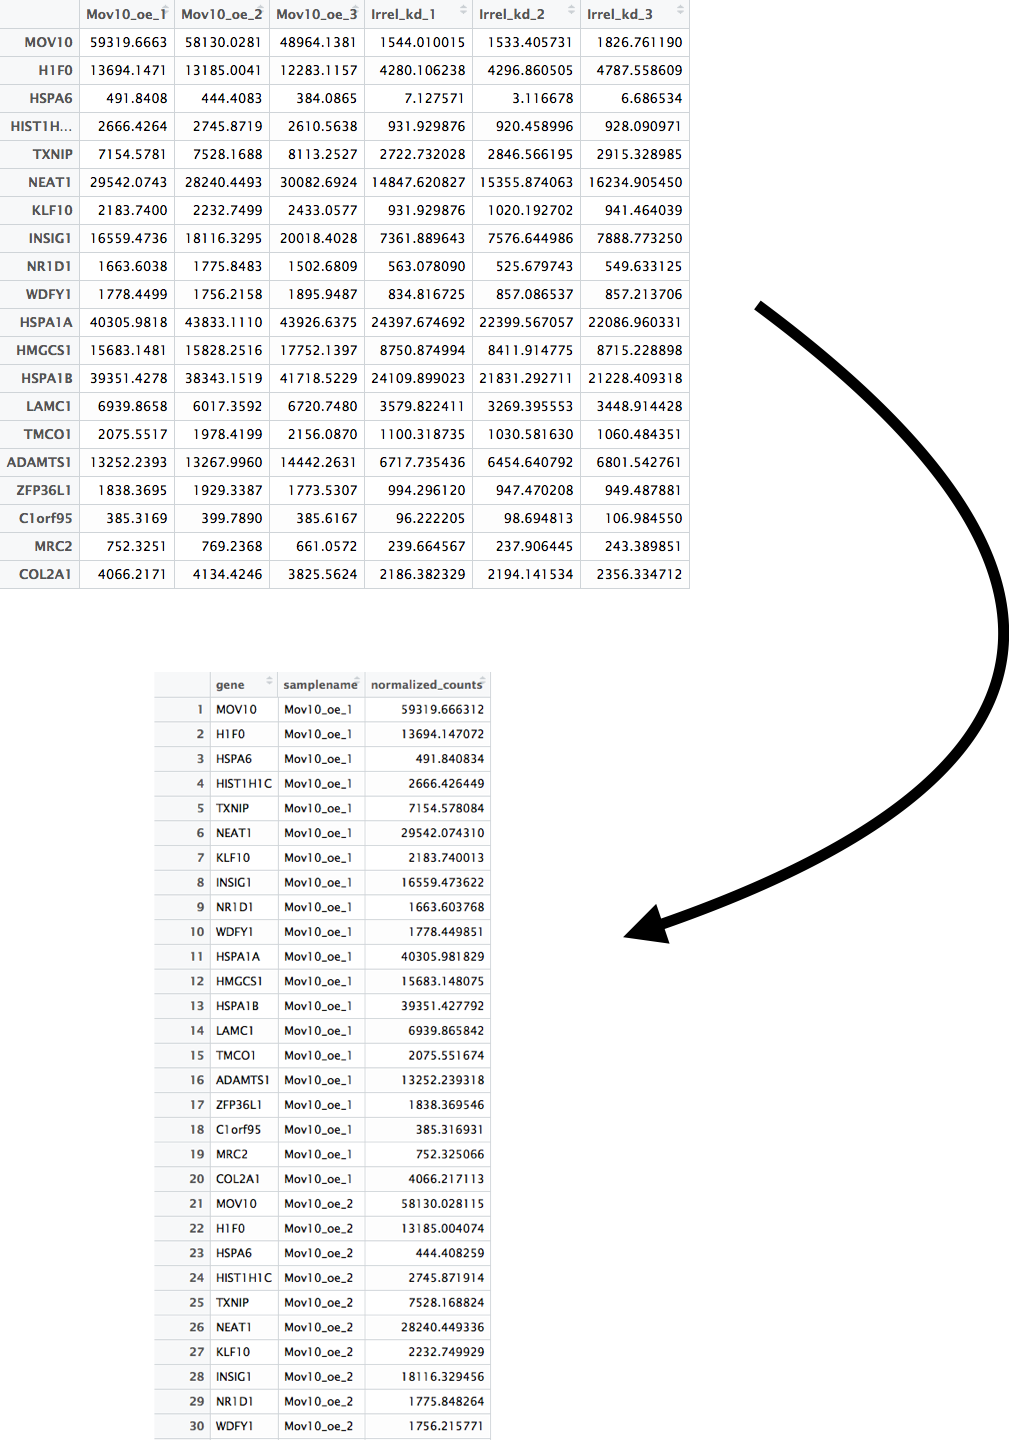 Mov10_oe_1 Mov10_oe_2 Mov10_oe_3 Irrel_kd_1 Irrel_kd_2 Irrel_kd_3
MOV10 59319.6663 58130.0281 48964.1381 1544.010015 1533.405731 1826.761190
H1F0 13694.1471 13185.0041 12283.1157 4280.106238 4296.860505 4787.558609
HSPA6 491.8408 444.4083 384.0865 7.127571 3.116678 6.686534
HIST1H... 2666.4264 2745.8719 2610.5638 931.929876 920.458996 928.090971
TXNIP 7154.5781 7528.1688 8113.2527 2722.732028 2846.566195 2915.328985
NEAT1 29542.0743 28240.4493 30082.6924 14847.620827 15355.874063 16234.905450
KLF10 2183.7400 2232.7499 2433.0577 931.929876 1020.192702 941.464039
INSIG1 16559.4736 18116.3295 20018.4028 7361.889643 7576.644986 7888.773250
NR1D1 1663.6038 1775.8483 1502.6809 563.078090 525.679743 549.633125
WDFY1 1778.4499 1756.2158 1895.9487 834.816725 857.086537 857.213706
HSPA1A 40305.9818 43833.1110 43926.6375 24397.674692 22399.567057 22086.960331
HMGCS1 15683.1481 15828.2516 17752.1397 8750.874994 8411.914775 8715.228898
HSPA1B 39351.4278 38343.1519 41718.5229 24109.899023 21831.292711 21228.409318
LAMC1 6939.8658 6017.3592 6720.7480 3579.822411 3269.395553 3448.914428
TMCO1 2075.5517 1978.4199 2156.0870 1100.318735 1030.581630 1060.484351
ADAMTS1 13252.2393 13267.9960 14442.2631 6717.735436 6454.640792 6801.542761
ZFP36L1 1838.3695 1929.3387 1773.5307 994.296120 947.470208 949.487881
C1orf95 385.3169 399.7890 385.6167 96.222205 98.694813 106.984550
MRC2 752.3251 769.2368 661.0572 239.664567 237.906445 243.389851
COL2A1 4066.2171 4134.4246 3825.5624 2186.382329 2194.141534 2356.334712
gene samplename normalized_counts
1 MOV10 Mov10_oe_1 59319.666312
2 H1F0 Mov10_oe_1 13694.147072
3 HSPA6 Mov10_oe_1 491.840834
4 HIST1H1C Mov10_oe_1 2666.426449
5 TXNIP Mov10_oe_1 7154.578084
6 NEAT1 Mov10_oe_1 29542.074310
7 KLF10 Mov10_oe_1 2183.740013
8 INSIG1 Mov10_oe_1 16559.473622
9 NR1D1 Mov10_oe_1 1663.603768
10 WDFY1 Mov10_oe_1 1778.449851
11 HSPA1A Mov10_oe_1 40305.981829
12 HMGCS1 Mov10_oe_1 15683.148075
13 HSPA1B Mov10_oe_1 39351.427792
14 LAMC1 Mov10_oe_1 6939.865842
15 TMCO1 Mov10_oe_1 2075.551674
16 ADAMTS1 Mov10_oe_1 13252.239318
17 ZFP36L1 Mov10_oe_1 1838.369546
18 C1orf95 Mov10_oe_1 385.316931
19 MRC2 Mov10_oe_1 752.325066
20 COL2A1 Mov10_oe_1 4066.217113
21 MOV10 Mov10_oe_2 58130.028115
22 H1F0 Mov10_oe_2 13185.004074
23 HSPA6 Mov10_oe_2 444.408259
24 HIST1H1C Mov10_oe_2 2745.871914
25 TXNIP Mov10_oe_2 7528.168824
26 NEAT1 Mov10_oe_2 28240.449336
27 KLF10 Mov10_oe_2 2232.749929
28 INSIG1 Mov10_oe_2 18116.329456
29 NR1D1 Mov10_oe_2 1775.848264
30 WDFY1 Mov10_oe_2 1756.215771